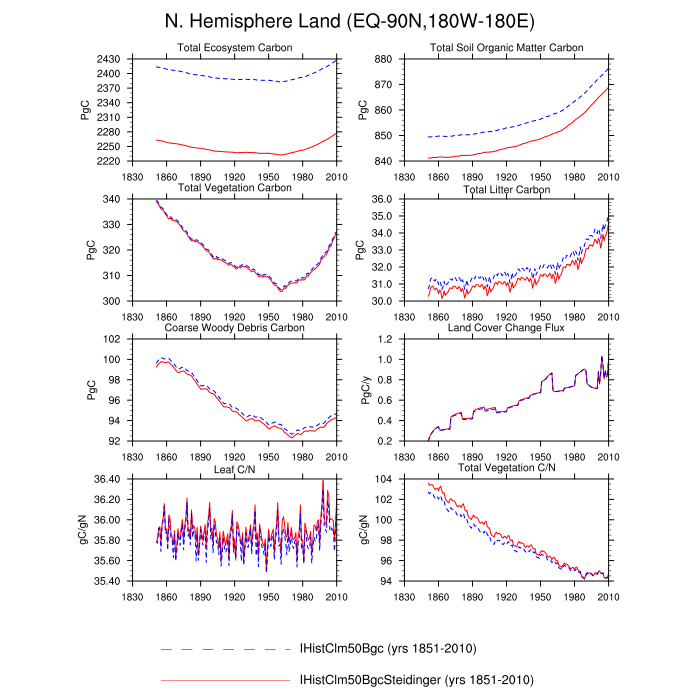 N. Hemisphere Land (EQ-90N,180W-180E)
Total Ecosystem Carbon
PgC
2430
2400
2370
2340
2310
2280
2250
2220
1830 1860 1890 1920 1950 1980 2010
Total Soil Organic Matter Carbon
PgC
880
870
860
850
840
1830 1860 1890 1920 1950 1980 2010
Total Vegetation Carbon
PgC
340
330
320
310
300
1830 1860 1890 1920 1950 1980 2010
Total Litter Carbon
PgC
36.0
35.0
34.0
33.0
32.0
31.0
30.0
1830 1860 1890 1920 1950 1980 2010
Coarse Woody Debris Carbon
PgC
102
100
98
96
94
92
1830 1860 1890 1920 1950 1980 2010
Land Cover Change Flux
PgC/y
1.2
1.0
0.8
0.6
0.4
0.2
1830 1860 1890 1920 1950 1980 2010
Leaf C/N
gC/gN
36.40
36.20
36.00
35.80
35.60
35.40
1830 1860 1890 1920 1950 1980 2010
Total Vegetation C/N
gC/gN
104
102
100
98
96
94
1830 1860 1890 1920 1950 1980 2010
IHistClm50Bgc (yrs 1851-2010)
IHistClm50BgcSteidinger (yrs 1851-2010)